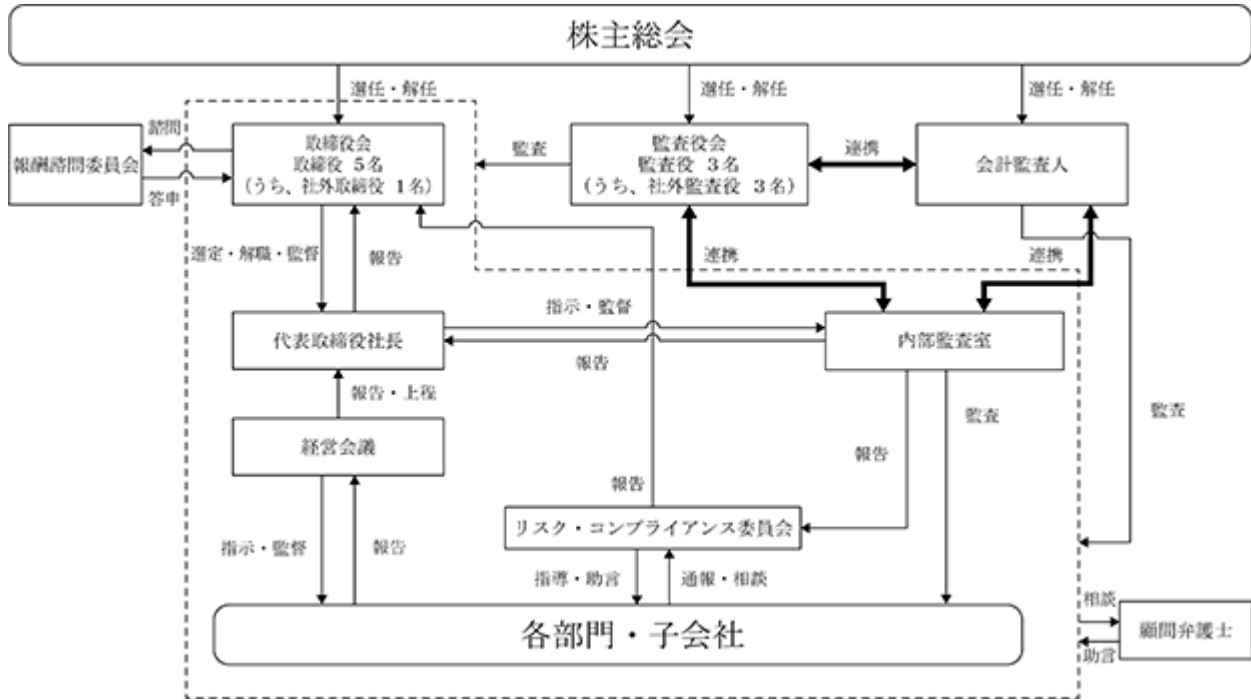 株主総会
選任・解任
選任・解任
選任・解任
諮問
報酬諮問委員会
答申
取締役会
取締役 5名
（うち、社外取締役 1名）
監査
監査役会
監査役 3名
（うち、社外監査役 3名）
連携
会計監査人
選定・解職・監督
報告
連携
連携
指示・監督
代表取締役社長
内部監査室
報告
報告・上程
監査
監査
経営会議
報告
報告
リスク・コンプライアンス委員会
指示・監督
報告
指導・助言
通報・相談
各部門・子会社
相談
顧問弁護士
助言